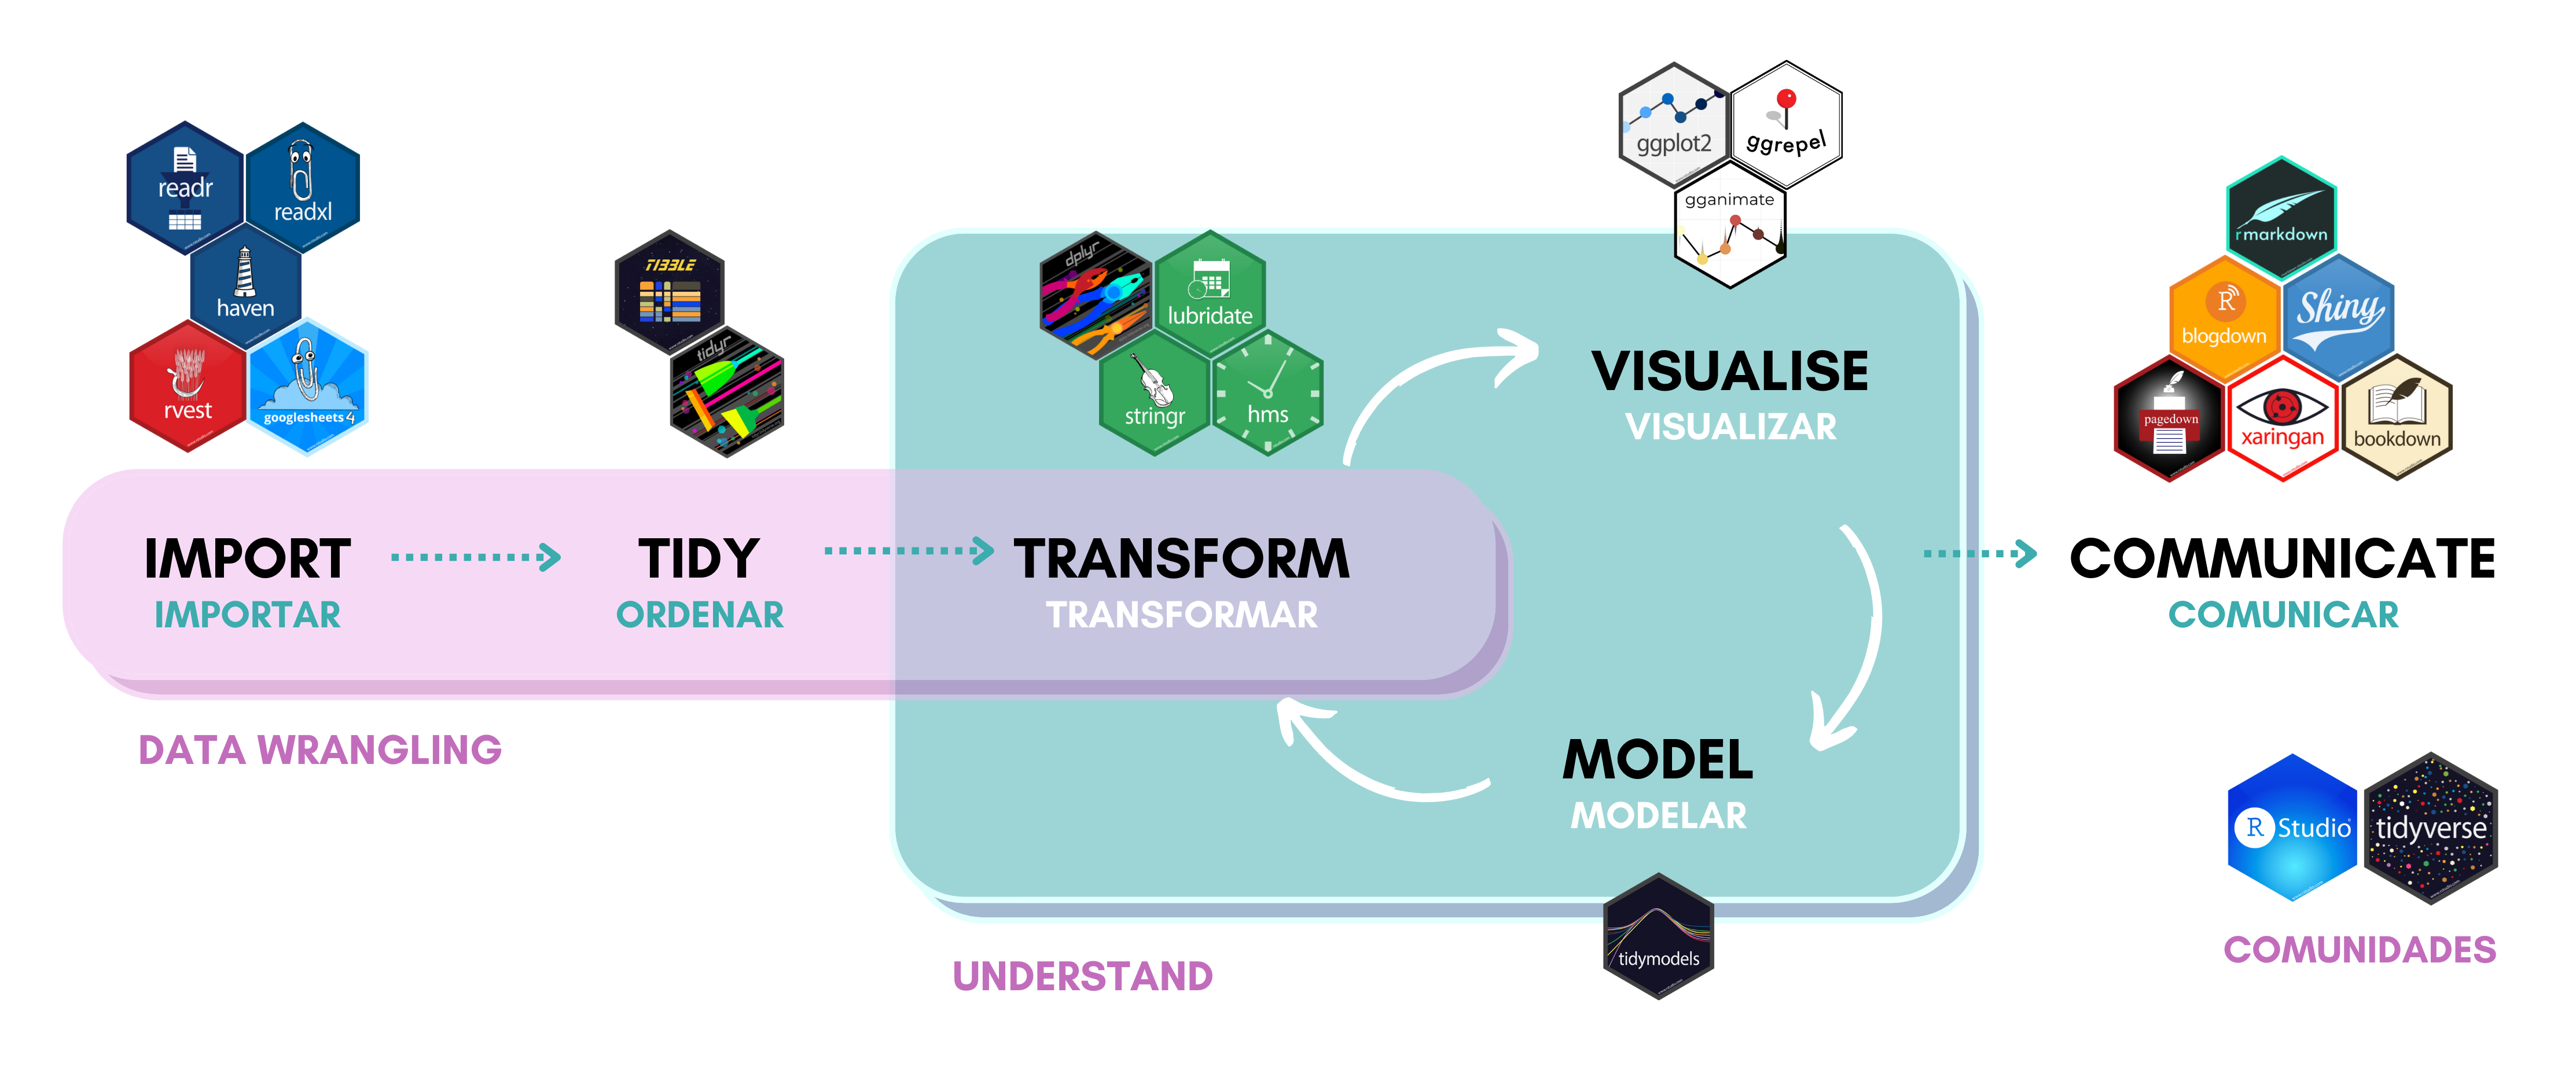 readr
readxl
haven
rvest
googlesheets4
TIBBLE
tidyr
dplyr
lubridate
stringr
hms
ggplot2
ggrepel
gganimate
rmarkdown
blogdown
Shiny
pagedown
xaringan
bookdown
IMPORT
IMPORTAR
TIDY
ORDENAR
TRANSFORM
TRANSFORMAR
VISUALISE
VISUALIZAR
MODEL
MODELAR
COMMUNICATE
COMUNICAR
DATA WRANGLING
UNDERSTAND
tidymodels
R Studio
tidyverse
COMUNIDADES